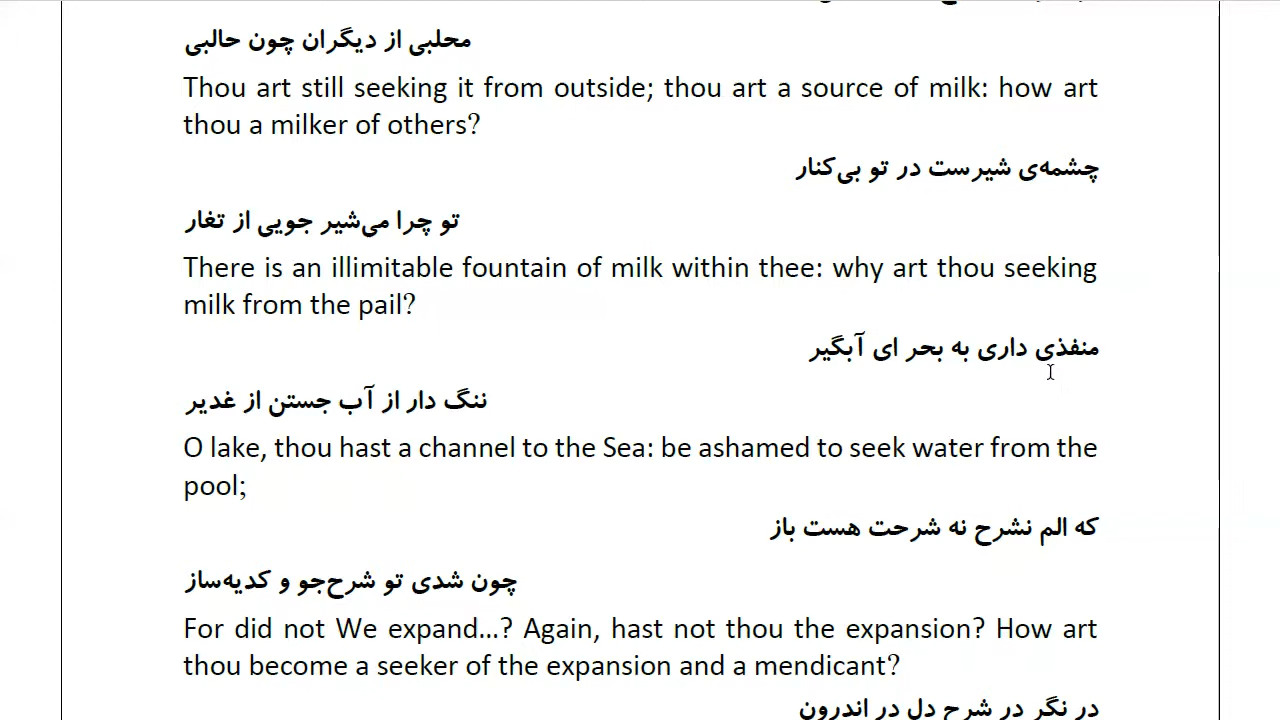 محلبی از دیگران چون حالبی
Thou art still seeking it from outside; thou art a source of milk: how art
thou a milker of others?
چشمه‌ی شیرست در تو بی‌کنار
تو چرا می‌شیر جویی از تغار
There is an illimitable fountain of milk within thee: why art thou seeking
milk from the pail?
منفذی داری به بحر ای آبگیر
ننگ دار از آب جستن از غدیر
O lake, thou hast a channel to the Sea: be ashamed to seek water from the
pool;
که الم نشرح نه شرحت هست باز
چون شدی تو شرح‌جو و کدیه‌ساز
For did not We expand...? Again, hast not thou the expansion? How art
thou become a seeker of the expansion and a mendicant?
در نگر در شرح دل در اندرون